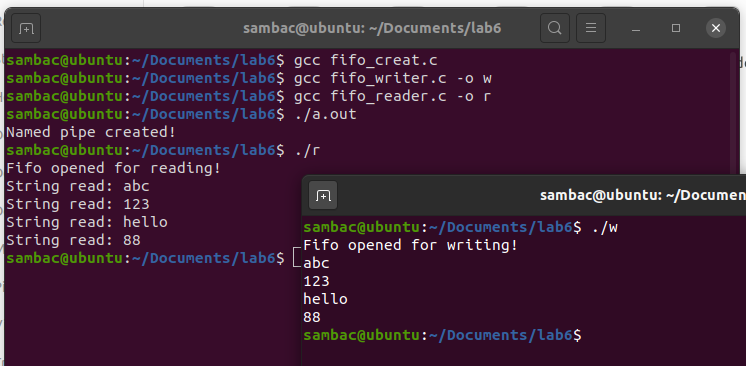 sambac@ubuntu: ~/Documents/lab6
sambac@ubuntu:~/Documents/lab6$ gcc fifo_creat.c
sambac@ubuntu:~/Documents/lab6$ gcc fifo_writer.c -o w
sambac@ubuntu:~/Documents/lab6$ gcc fifo_reader.c -o r
sambac@ubuntu:~/Documents/lab6$ ./a.out
Named pipe created!
sambac@ubuntu:~/Documents/lab6$ ./r
Fifo opened for reading!
String read: abc
String read: 123
String read: hello
String read: 88
sambac@ubuntu:~/Documents/lab6$
sambac@ubuntu: ~/Documen
sambac@ubuntu:~/Documents/lab6$ ./w
Fifo opened for writing!
abc
123
hello
88
sambac@ubuntu:~/Documents/lab6$